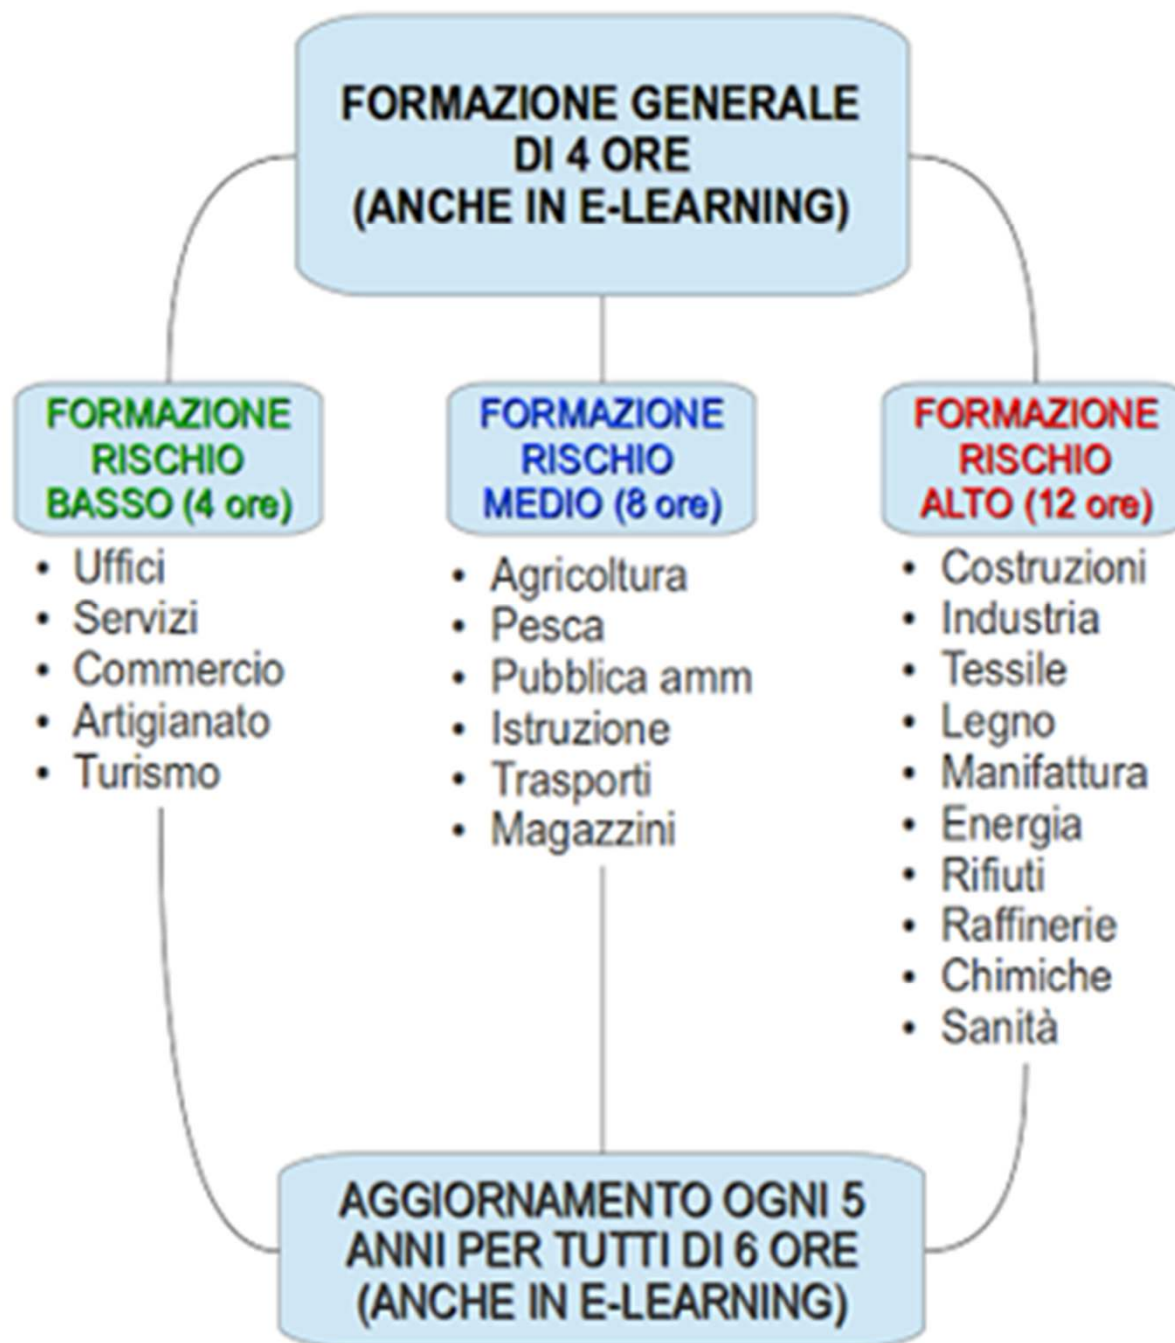 FORMAZIONE GENERALE
DI 4 ORE
(ANCHE IN E-LEARNING)
FORMAZIONE
RISCHIO
BASSO (4 ore)
• Uffici
• Servizi
• Commercio
• Artigianato
• Turismo
FORMAZIONE
RISCHIO
MEDIO (8 ore)
• Agricoltura
• Pesca
• Pubblica amm
• Istruzione
• Trasporti
• Magazzini
FORMAZIONE
RISCHIO
ALTO (12 ore)
• Costruzioni
• Industria
• Tessile
• Legno
• Manifattura
• Energia
• Rifiuti
• Raffinerie
• Chimiche
• Sanità
AGGIORNAMENTO OGNI 5
ANNI PER TUTTI DI 6 ORE
(ANCHE IN E-LEARNING)